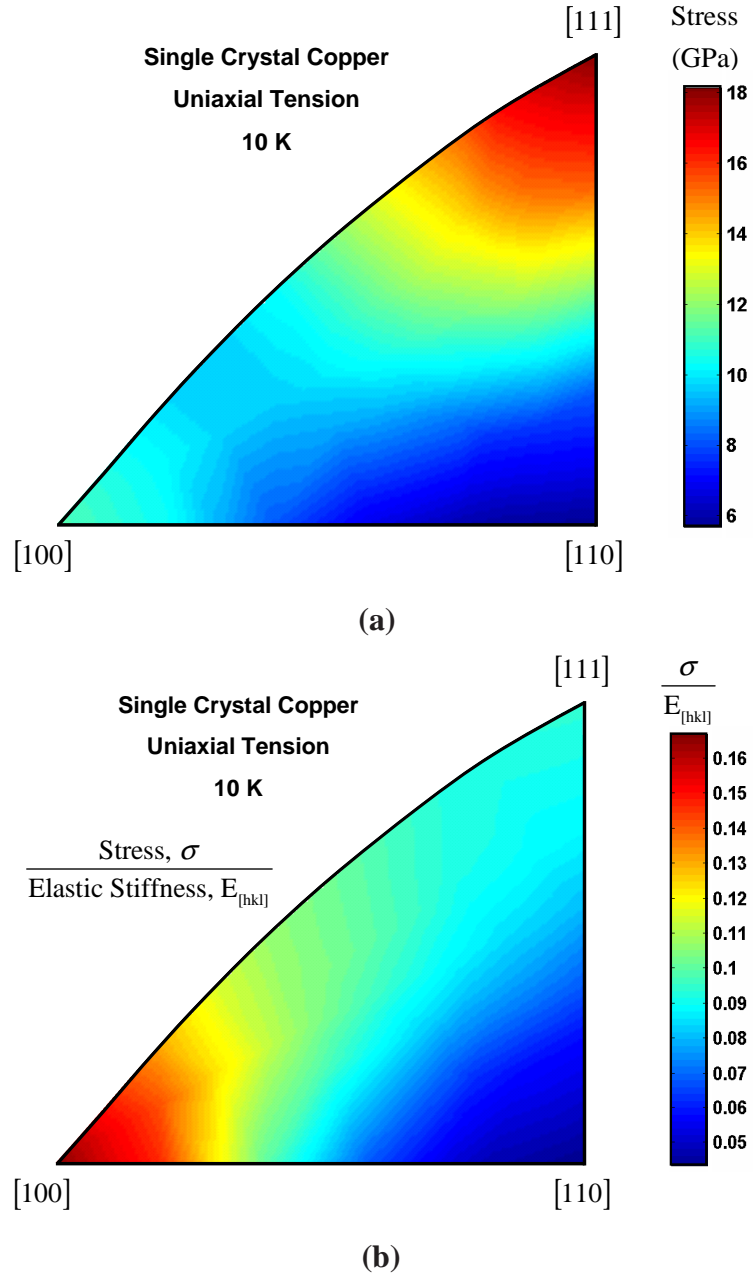 [111]
Stress
(GPa)
Single Crystal Copper
Uniaxial Tension
10 K
18
16
14
12
10
8
6
[100]
[110]
(a)
[111]
σ
E[hkl]
Single Crystal Copper
Uniaxial Tension
10 K
Stress, σ
Elastic Stiffness, E[hkl]
0.16
0.15
0.14
0.13
0.12
0.11
0.1
0.09
0.08
0.07
0.06
0.05
[100]
[110]
(b)